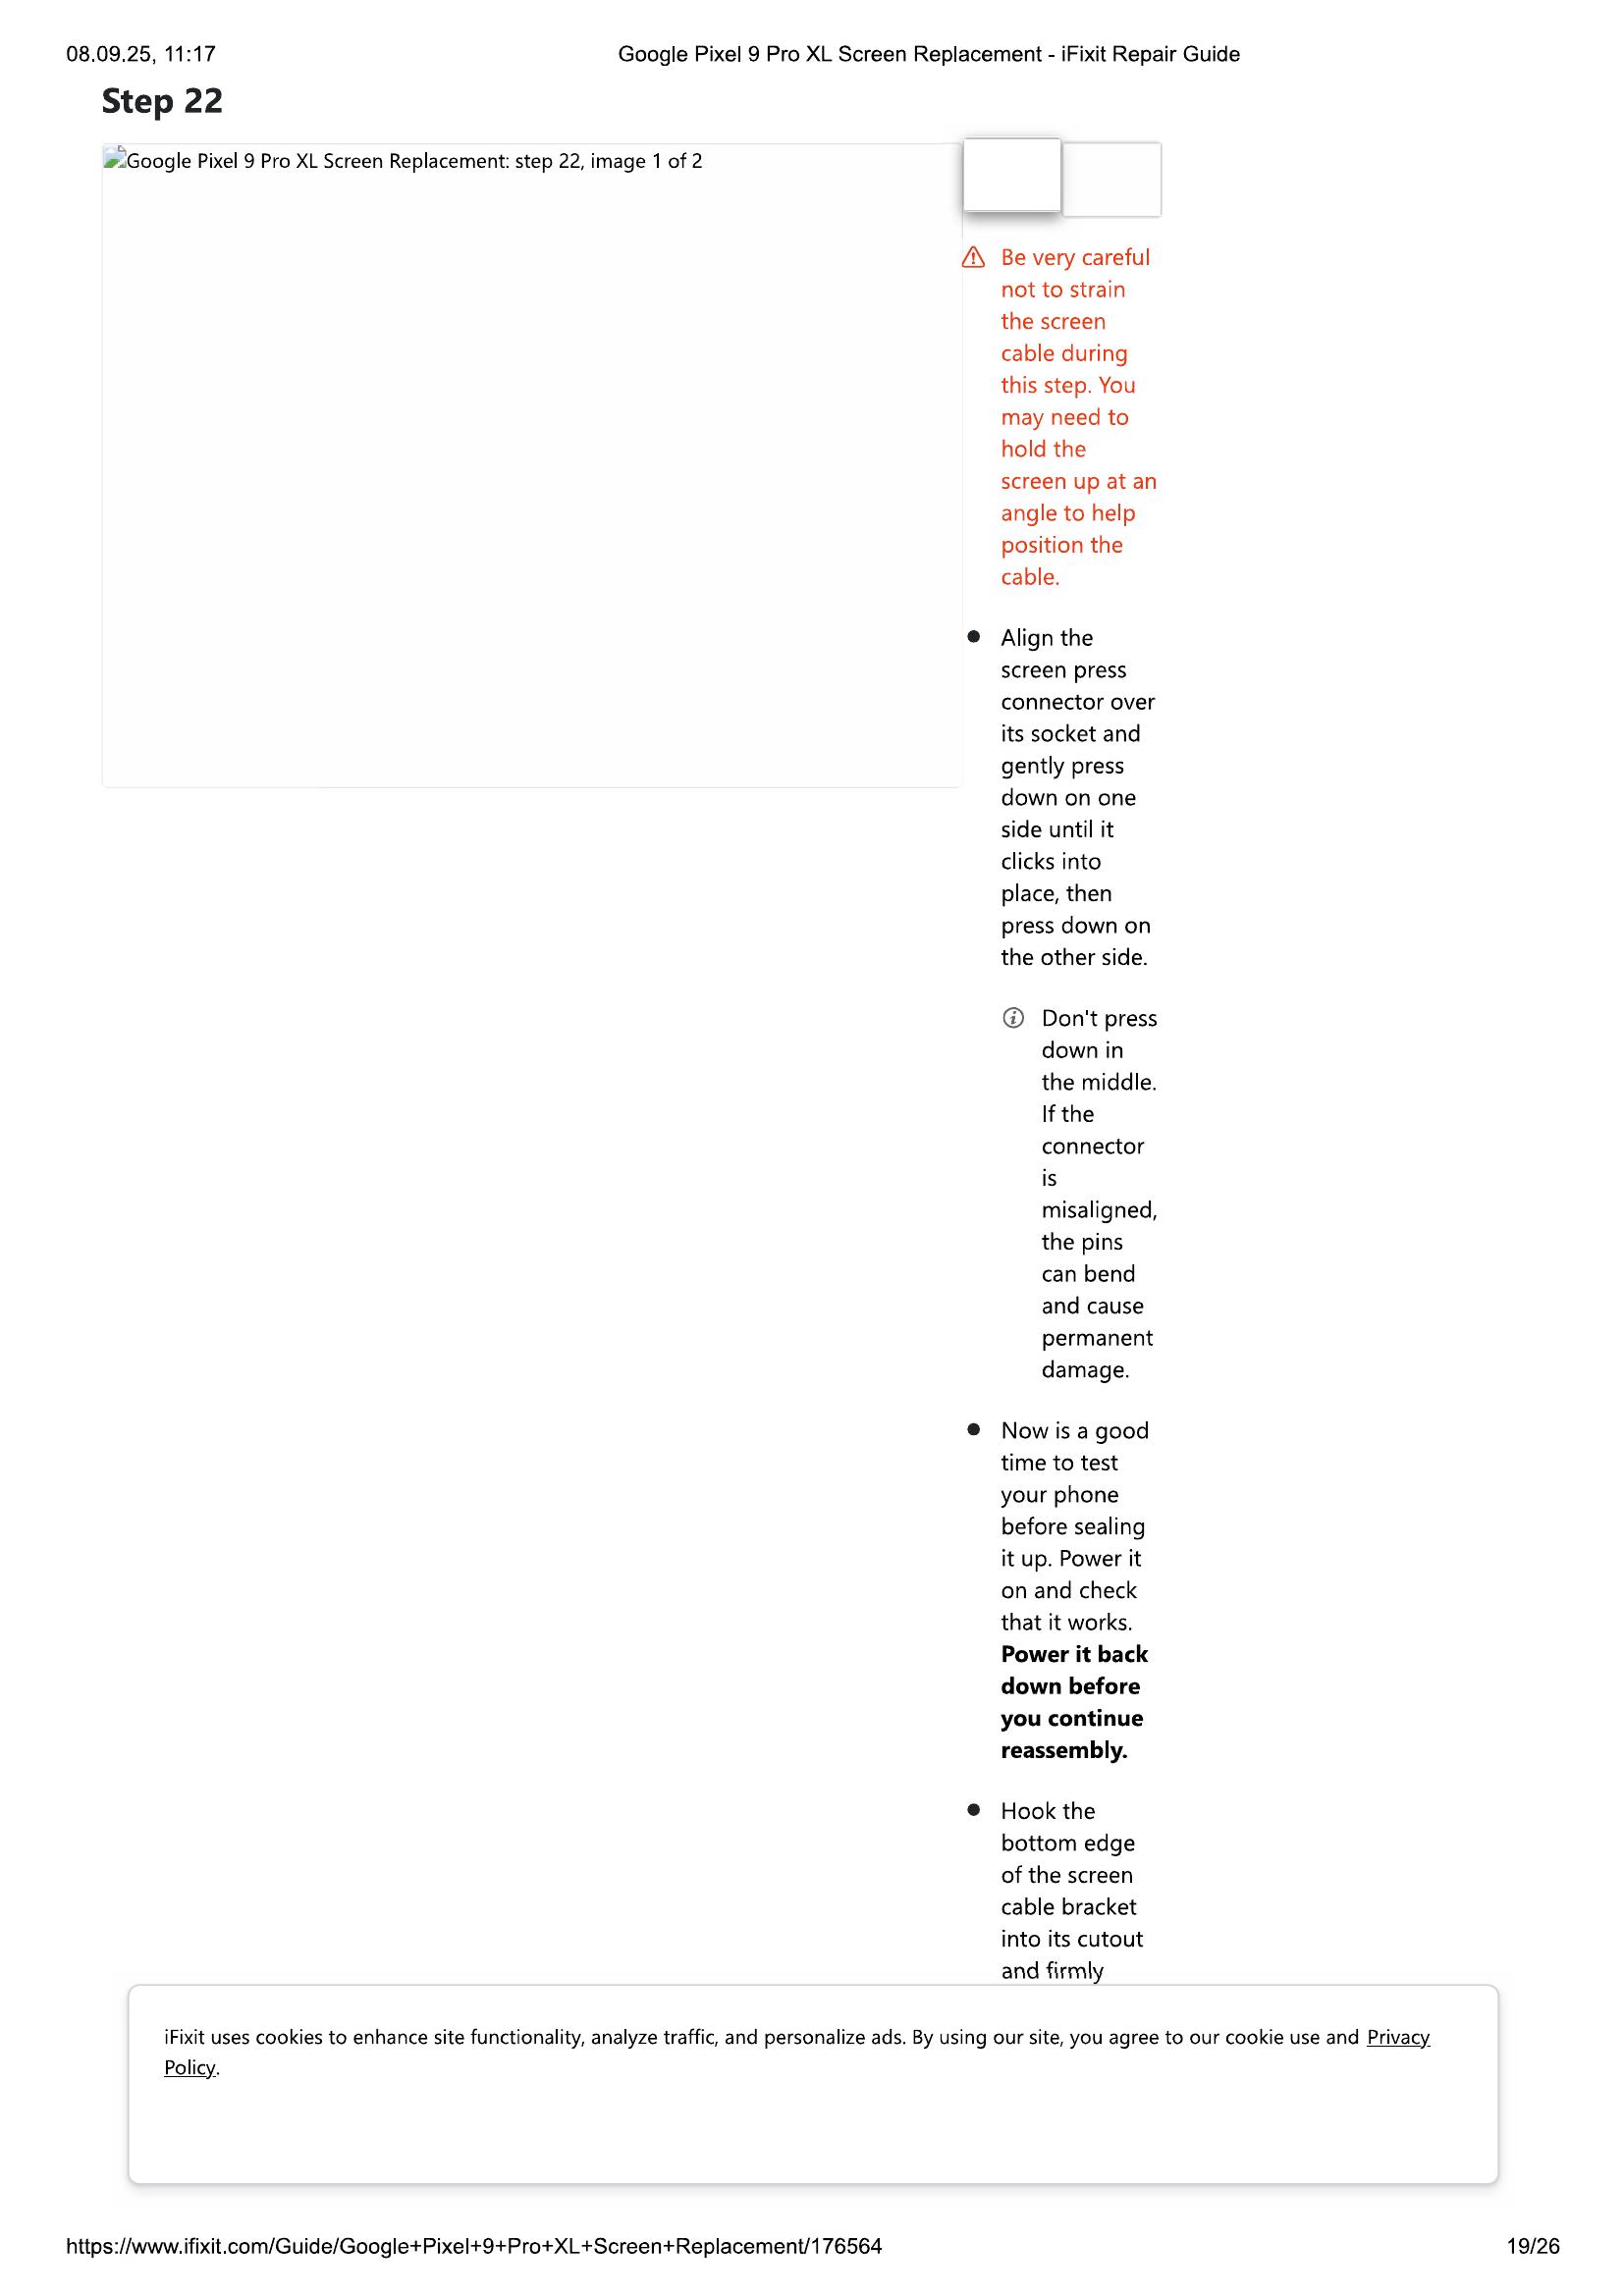 08.09.25, 11:17
Google Pixel 9 Pro XL Screen Replacement - iFixit Repair Guide
Step 22
Google Pixel 9 Pro XL Screen Replacement: step 22, image 1 of 2
Be very careful
not to strain
the screen
cable during
this step. You
may need to
hold the
screen up at an
angle to help
position the
cable.
Align the
screen press
connector over
its socket and
gently press
down on one
side until it
clicks into
place, then
press down on
the other side.
Don't press
down in
the middle.
If the
connector
is
misaligned,
the pins
can bend
and cause
permanent
damage.
Now is a good
time to test
your phone
before sealing
it up. Power it
on and check
that it works.
Power it back
down before
you continue
reassembly.
Hook the
bottom edge
of the screen
cable bracket
into its cutout
and firmly
iFixit uses cookies to enhance site functionality, analyze traffic, and personalize ads. By using our site, you agree to our cookie use and Privacy
Policy.
https://www.ifixit.com/Guide/Google+Pixel+9+Pro+XL+Screen+Replacement/176564
19/26